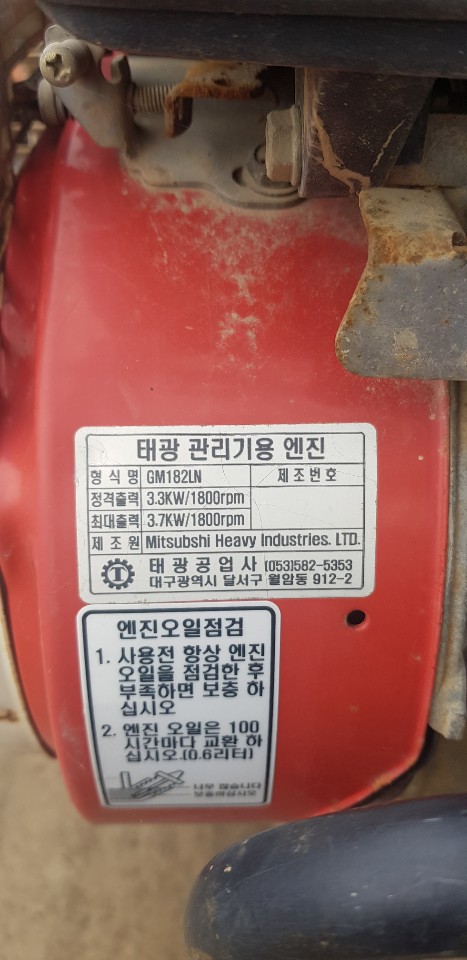 태광 관리기용 엔진
형 식 명 GM182LN 제 조 번 호
정격출력 3.3KW/1800rpm
최대출력 3.7KW/1800rpm
제 조 원 Mitsubshi Heavy Industries. LTD.
태 광 공 업 사 (053)582-5353
대구광역시 달서구 월암동 912-2
엔진오일점검
1. 사용전 항상 엔진
오일을 점검한 후
부족하면 보충 하
십시오
2. 엔진 오일은 100
시간마다 교환 하
십시오.(0.6리터)